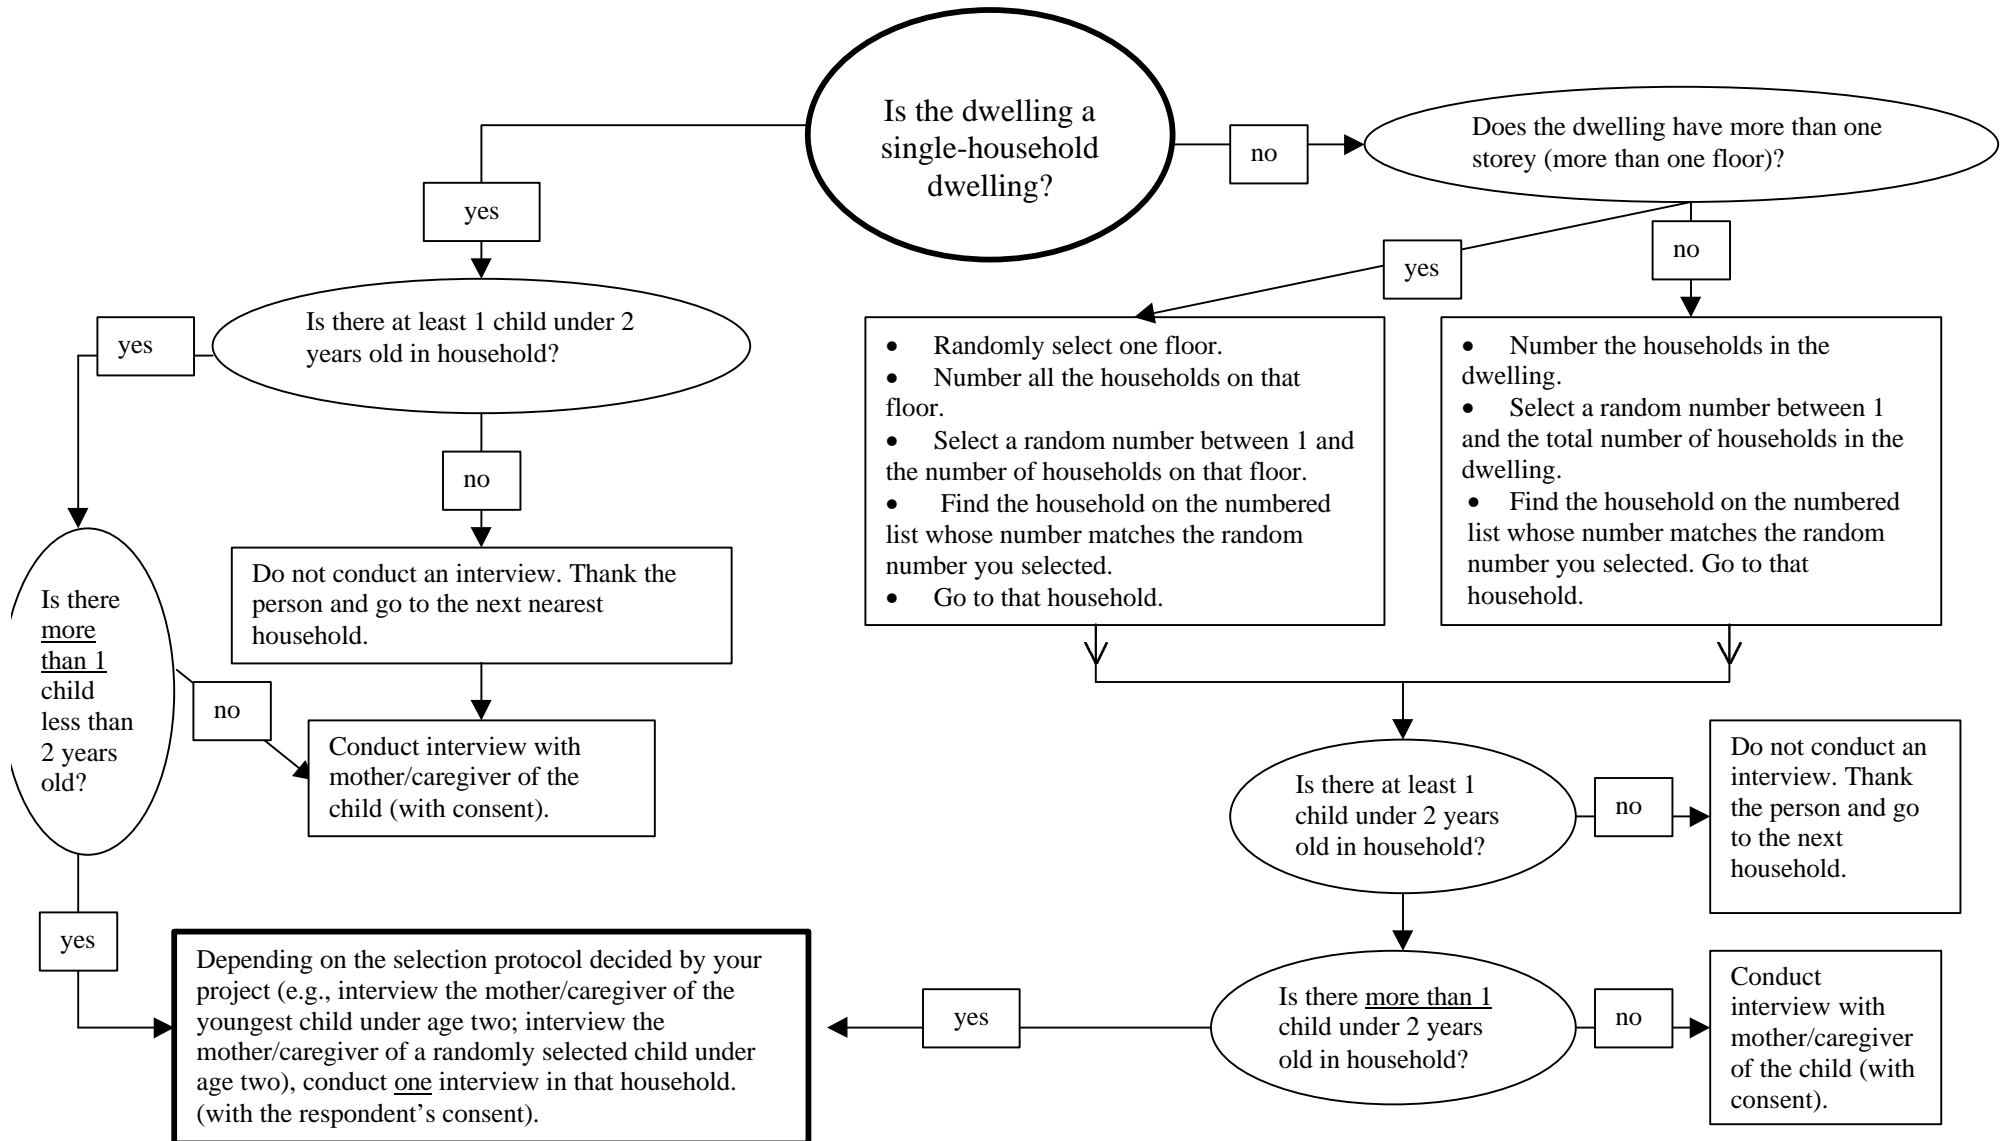 Is the dwelling a
single-household
dwelling?
yes
no
Does the dwelling have more than one
storey (more than one floor)?
yes
no
Is there at least 1 child under 2
years old in household?
yes
no
• Randomly select one floor.
• Number all the households on that
floor.
• Select a random number between 1 and
the number of households on that floor.
• Find the household on the numbered
list whose number matches the random
number you selected.
• Go to that household.
• Number the households in the
dwelling.
• Select a random number between 1
and the total number of households in the
dwelling.
• Find the household on the numbered
list whose number matches the random
number you selected. Go to that
household.
Do not conduct an interview. Thank the
person and go to the next nearest
household.
Is there
more
than 1
child
less than
2 years
old?
no
Conduct interview with
mother/caregiver of the
child (with consent).
yes
Is there at least 1
child under 2 years
old in household?
no
Do not conduct an
interview. Thank
the person and go
to the next
household.
Depending on the selection protocol decided by your
project (e.g., interview the mother/caregiver of the
youngest child under age two; interview the
mother/caregiver of a randomly selected child under
age two), conduct one interview in that household.
(with the respondent’s consent).
yes
Is there more than 1
child under 2 years
old in household?
no
Conduct
interview with
mother/caregiver
of the child (with
consent).